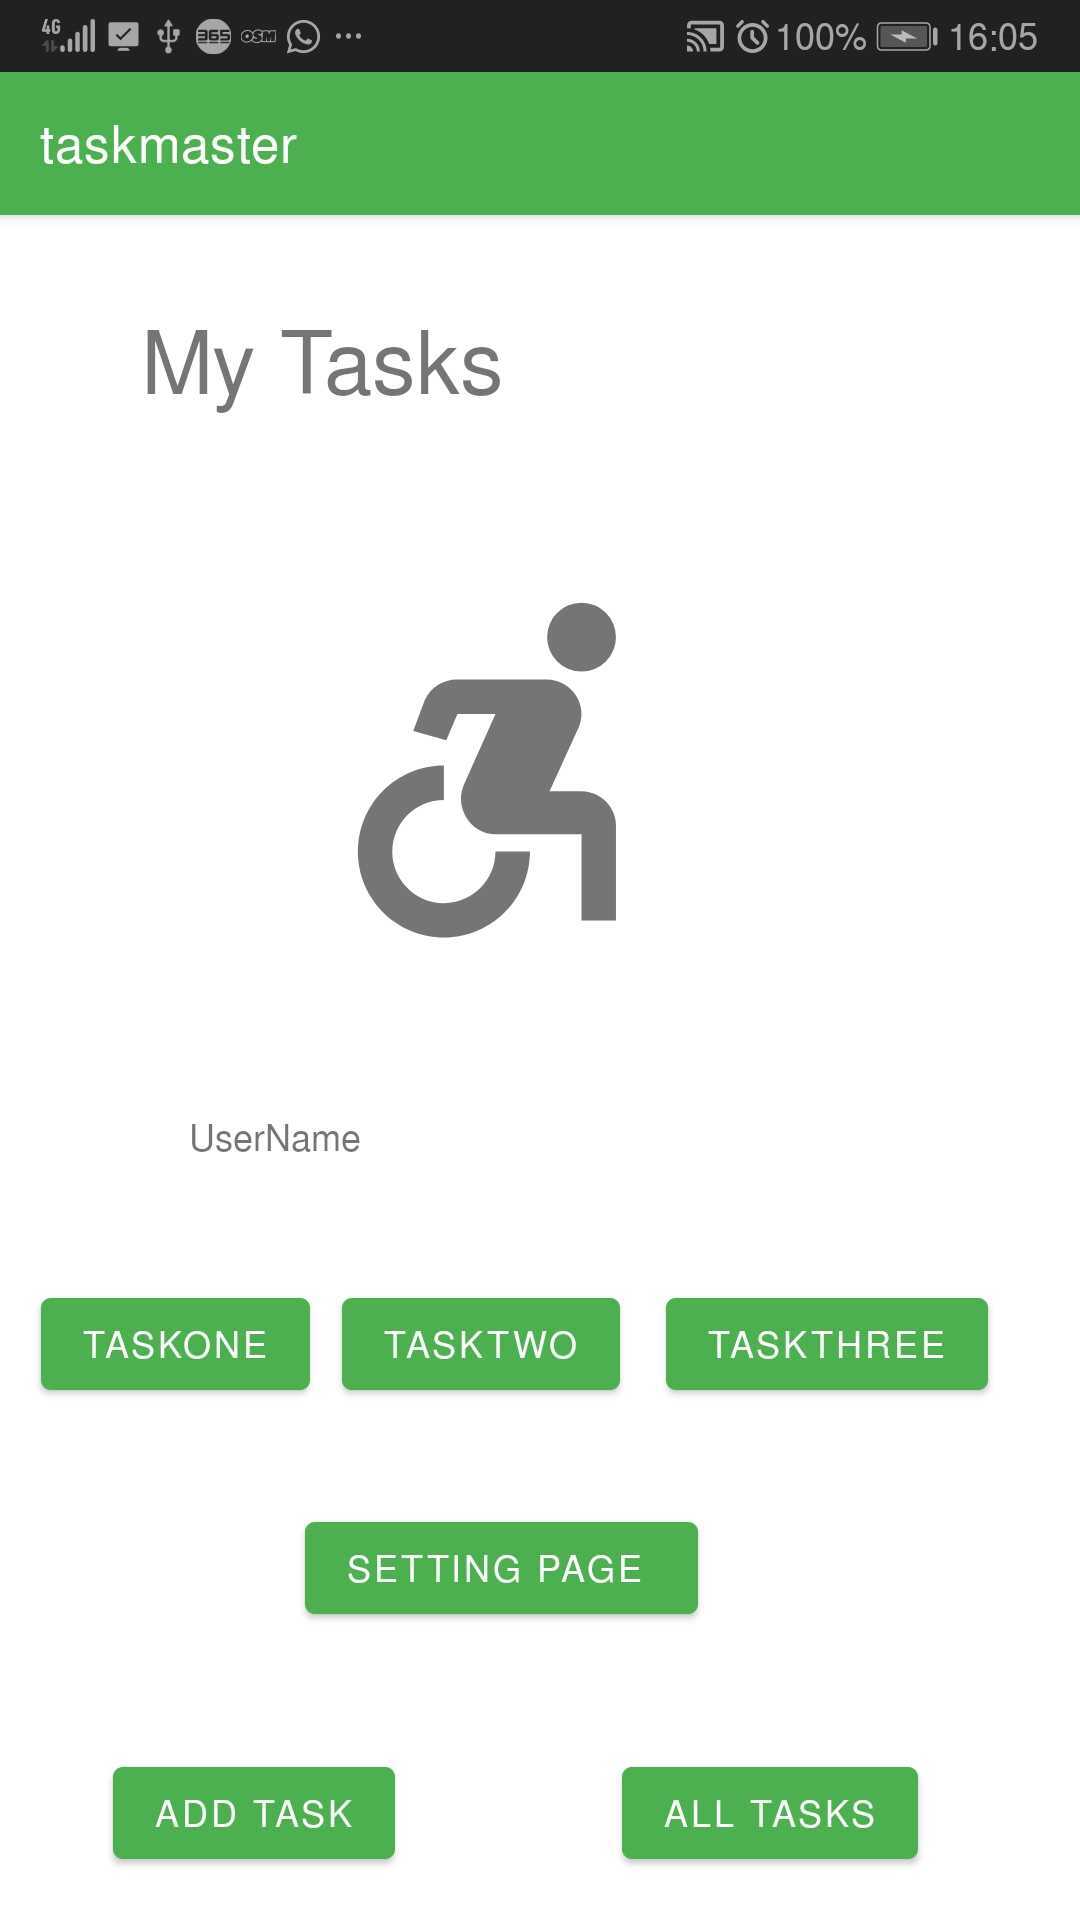 4G 365 OSM 100% 16:05
taskmaster
My Tasks
UserName
TASKONE TASKTWO TASKTHREE
SETTING PAGE
ADD TASK ALL TASKS